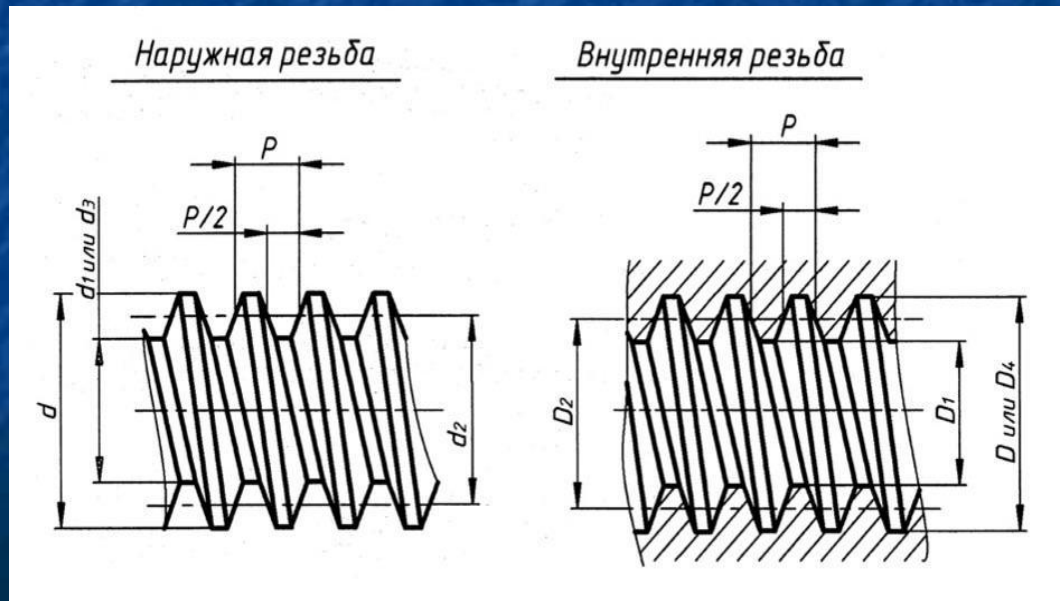 Наружная резьба
P
P/2
d1 или d3
d
d2
Внутренняя резьба
P
P/2
D2
D1
D или D4